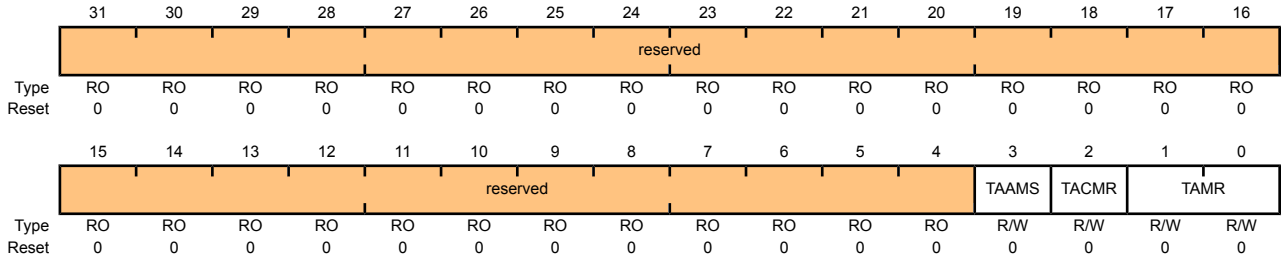 31 30 29 28 27 26 25 24 23 22 21 20 19 18 17 16
reserved
Type RO RO RO RO RO RO RO RO RO RO RO RO RO RO RO RO
Reset 0 0 0 0 0 0 0 0 0 0 0 0 0 0 0 0
15 14 13 12 11 10 9 8 7 6 5 4 3 2 1 0
reserved TAAMS TACMR TAMR
Type RO RO RO RO RO RO RO RO RO RO RO RO R/W R/W R/W R/W
Reset 0 0 0 0 0 0 0 0 0 0 0 0 0 0 0 0